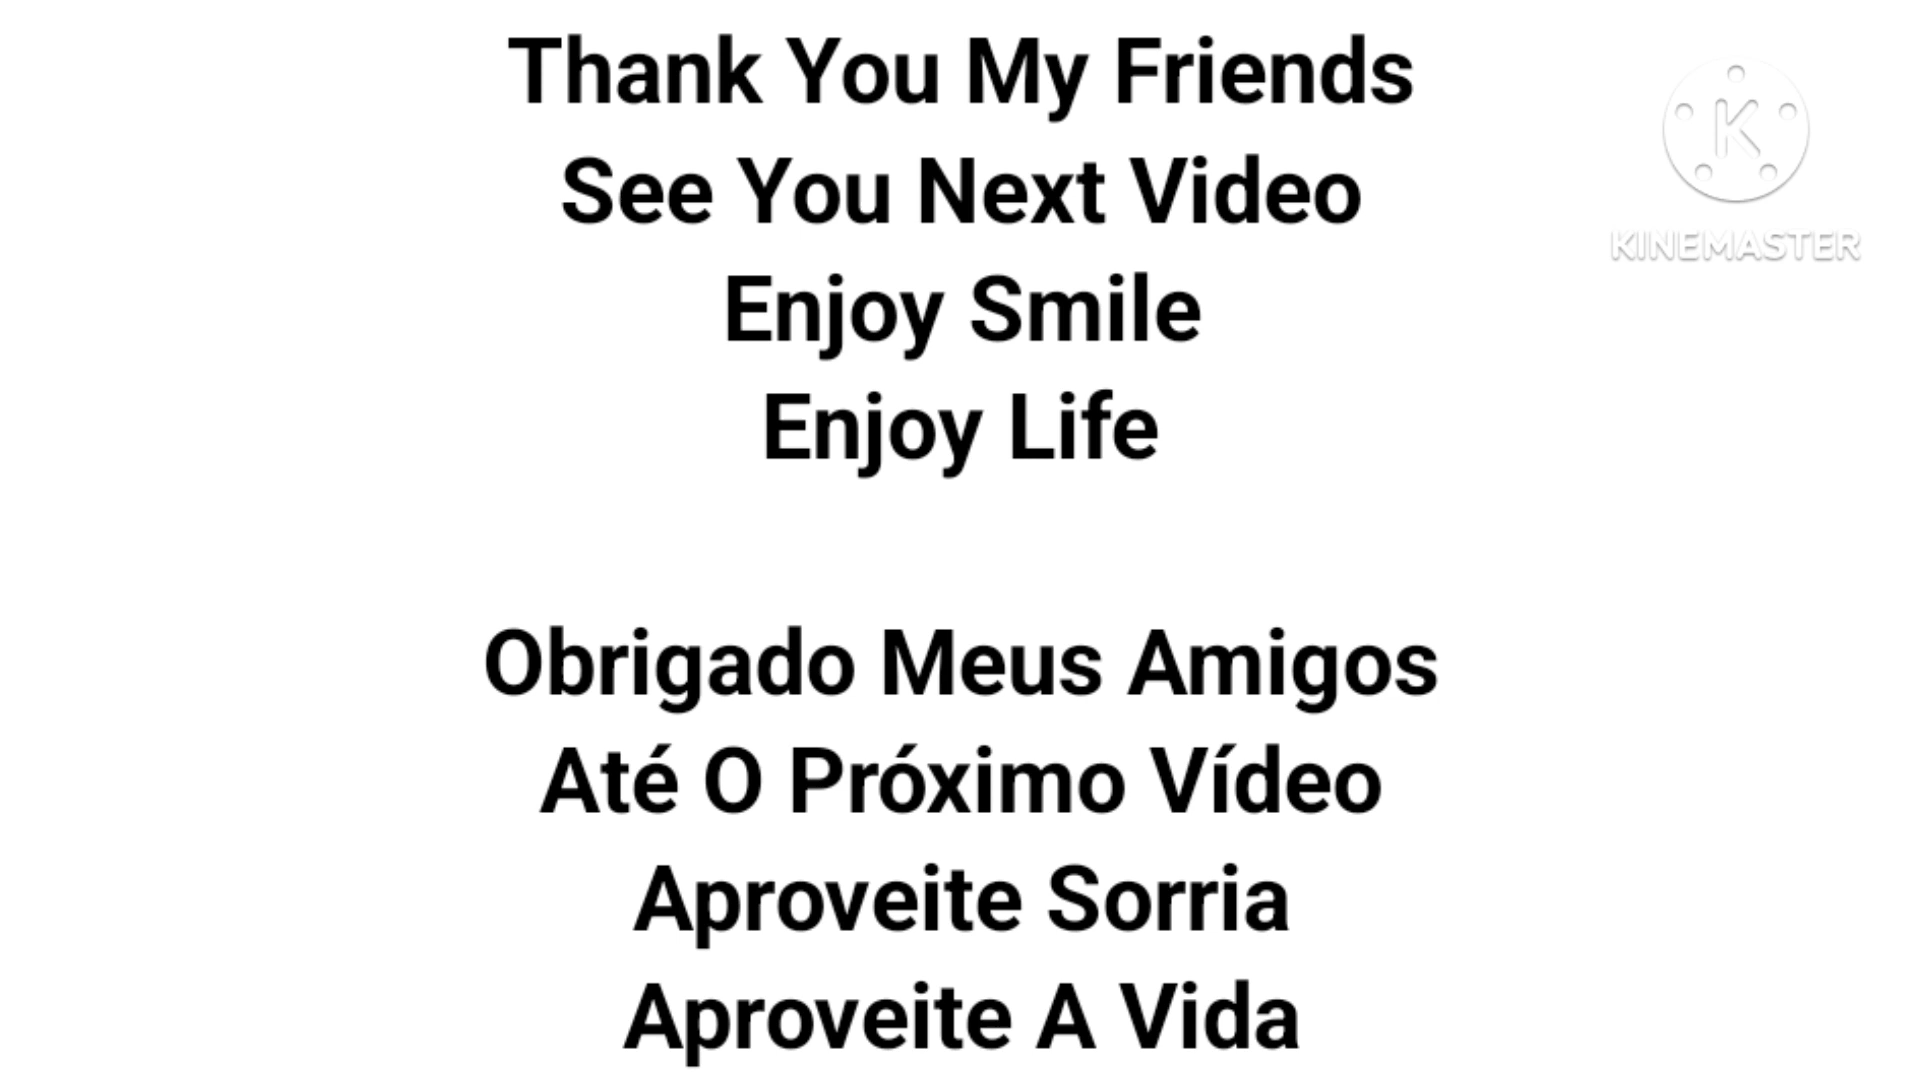 Thank You My Friends
See You Next Video
Enjoy Smile
Enjoy Life
KINEMASTER
Obrigado Meus Amigos
Até O Próximo Vídeo
Aproveite Sorria
Aproveite A Vida